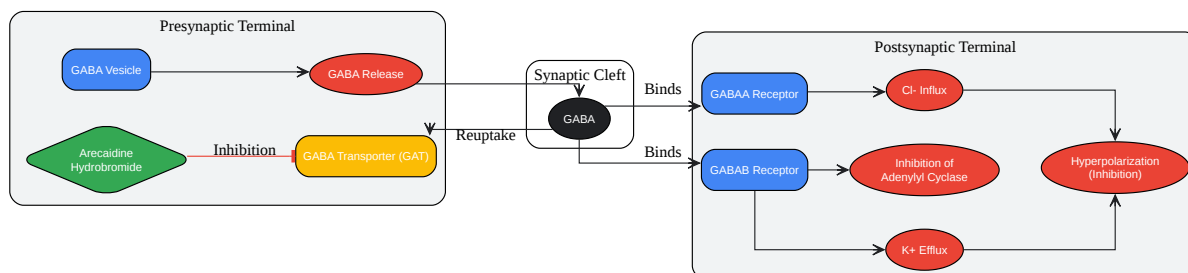 Presynaptic Terminal
GABA Vesicle
GABA Release
Arecaidine
Hydrobromide
Inhibition
GABA Transporter (GAT)
Synaptic Cleft
GABA
Reuptake
Binds
Binds
Postsynaptic Terminal
GABAA Receptor
Cl- Influx
GABAB Receptor
Inhibition of
Adenylyl Cyclase
Hyperpolarization
(Inhibition)
K+ Efflux